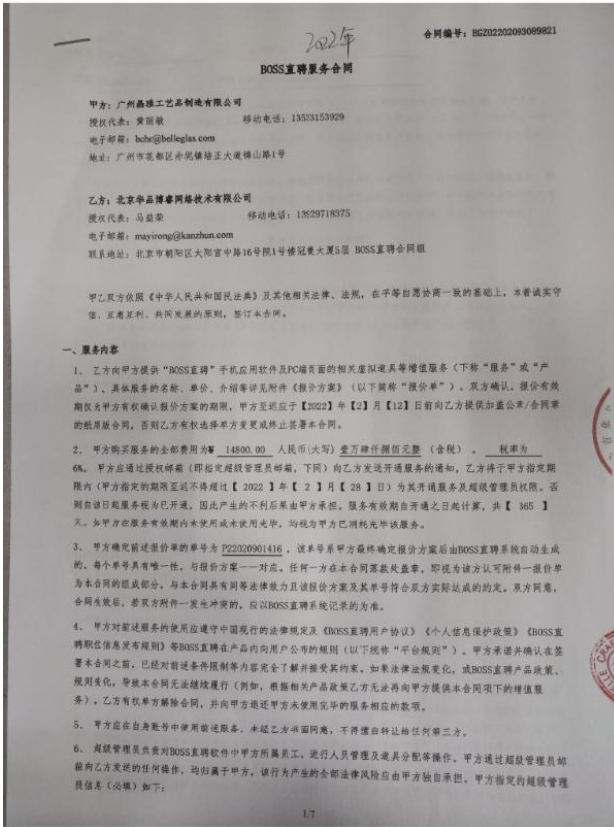 2022年
合同编号：BGZ02202093089821
BOSS直聘服务合同
甲方：广州晶雅工艺品制造有限公司
授权代表：黄丽敏 移动电话：13533153929
电子邮箱：bchr@bolleglas.com
地址：广州市花都区赤坭镇培正大道锦山路1号
乙方：北京华品博睿网络技术有限公司
授权代表：马益荣 移动电话：13929718375
电子邮箱：mayirong@kanzhun.com
联系地址：北京市朝阳区太阳宫中路16号院1号楼冠捷大厦5层 BOSS直聘合同组
甲乙双方依照《中华人民共和国民法典》及其他相关法律、法规，在平等自愿协商一致的基础上，本着诚实守
信、互惠互利、共同发展的原则，签订本合同。
一、服务内容
1、 乙方向甲方提供“BOSS直聘”手机应用软件及PC端页面的相关虚拟道具等增值服务（下称“服务”或“产
品”）。具体服务的名称、单价、介绍等详见附件《报价方案》（以下简称“报价单”）。双方确认，报价有效
期仅为甲方有权确认报价方案的期限，甲方至迟应于【2022】年【2】月【12】日前向乙方提供加盖公章/合同章
的纸质版合同，否则乙方有权选择单方变更或终止签署本合同。
2、 甲方购买服务的全部费用为￥ 14800.00 人民币(大写) 壹万肆仟捌佰元整 （含税） 。 税率为
6%。 甲方应通过授权邮箱（即指定超级管理员邮箱，下同）向乙方发送开通服务的通知，乙方将于甲方指定期
限内（甲方指定的期限至迟不得超过【 2022 】年【 2 】月【 28 】日）为其开通服务及超级管理员权限。否
则自该日起服务视为已开通，因此产生的不利后果由甲方承担。服务有效期自开通之日起计算，共【 365 】
天。如甲方在服务有效期内未使用或未使用完毕，均视为甲方已消耗完毕该服务。
3、 甲方确定前述报价单的单号为 P22020901416 。该单号系甲方最终确定报价方案后由BOSS直聘系统自动生成
的，每个单号具有唯一性，与报价方案一一对应。任何一方在本合同落款处盖章，即视为该方认可附件一报价单
为本合同的组成部分，与本合同具有同等法律效力且该报价方案及其单号符合双方实际达成的约定。双方同意，
合同生效后，若双方附件一发生冲突的，应以BOSS直聘系统记录的为准。
4、 甲方对前述服务的使用应遵守中国现行的法律规定及《BOSS直聘用户协议》《个人信息保护政策》《BOSS直
聘职位信息发布规则》等BOSS直聘在产品内向用户公布的规则（以下统称“平台规则”）。甲方承诺并确认在签
署本合同之前，已经对前述条件限制等内容完全了解并接受其约束。如果法律法规变化，或BOSS直聘产品政策、
规则变化，导致本合同无法继续履行（例如，根据相关产品政策乙方无法再向甲方提供本合同项下的增值服
务），乙方有权单方解除合同，并向甲方退还甲方未使用完毕的服务相应的款项。
5、 甲方应在自身账号中使用前述服务，未经乙方书面同意，不得擅自转让给任何第三方。
6、 超级管理员负责对BOSS直聘软件中甲方所属员工，进行人员管理及道具分配等操作。甲方通过超级管理员邮
箱向乙方发送的任何操作，均归属于甲方，该行为产生的全部法律风险应由甲方独自承担。甲方指定的超级管理
员信息（必填）如下：
1/7